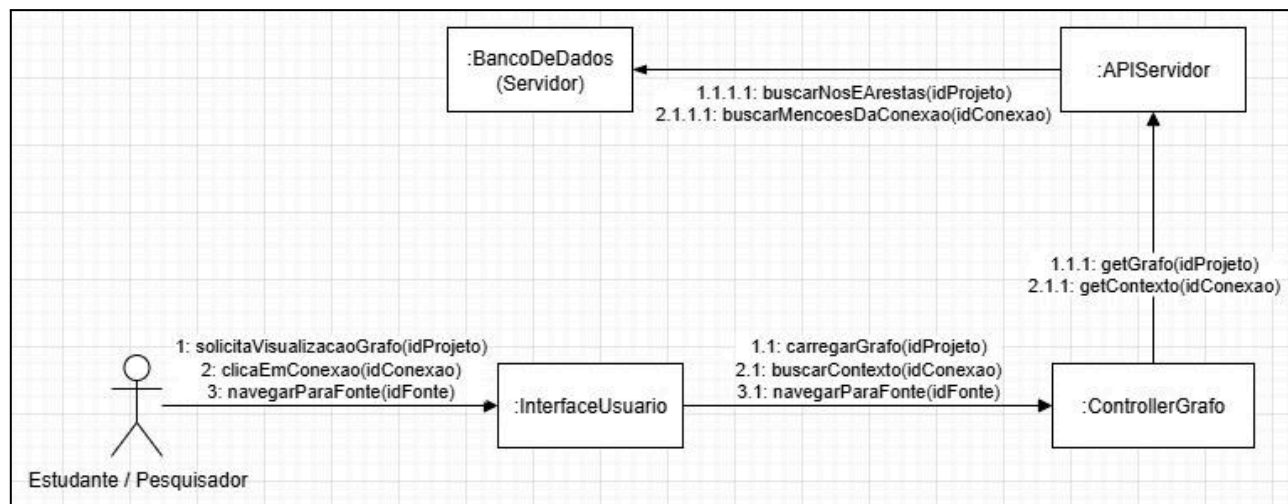 :BancoDeDados
(Servidor)
:APIServidor
1.1.1.1: buscarNosEArestas(idProjeto)
2.1.1.1: buscarMencoesDaConexao(idConexao)
1.1.1: getGrafo(idProjeto)
2.1.1: getContexto(idConexao)
1: solicitaVisualizacaoGrafo(idProjeto)
2: clicaEmConexao(idConexao)
3: navegarParaFonte(idFonte)
1.1: carregarGrafo(idProjeto)
2.1: buscarContexto(idConexao)
3.1: navegarParaFonte(idFonte)
:InterfaceUsuario
:ControllerGrafo
Estudante / Pesquisador